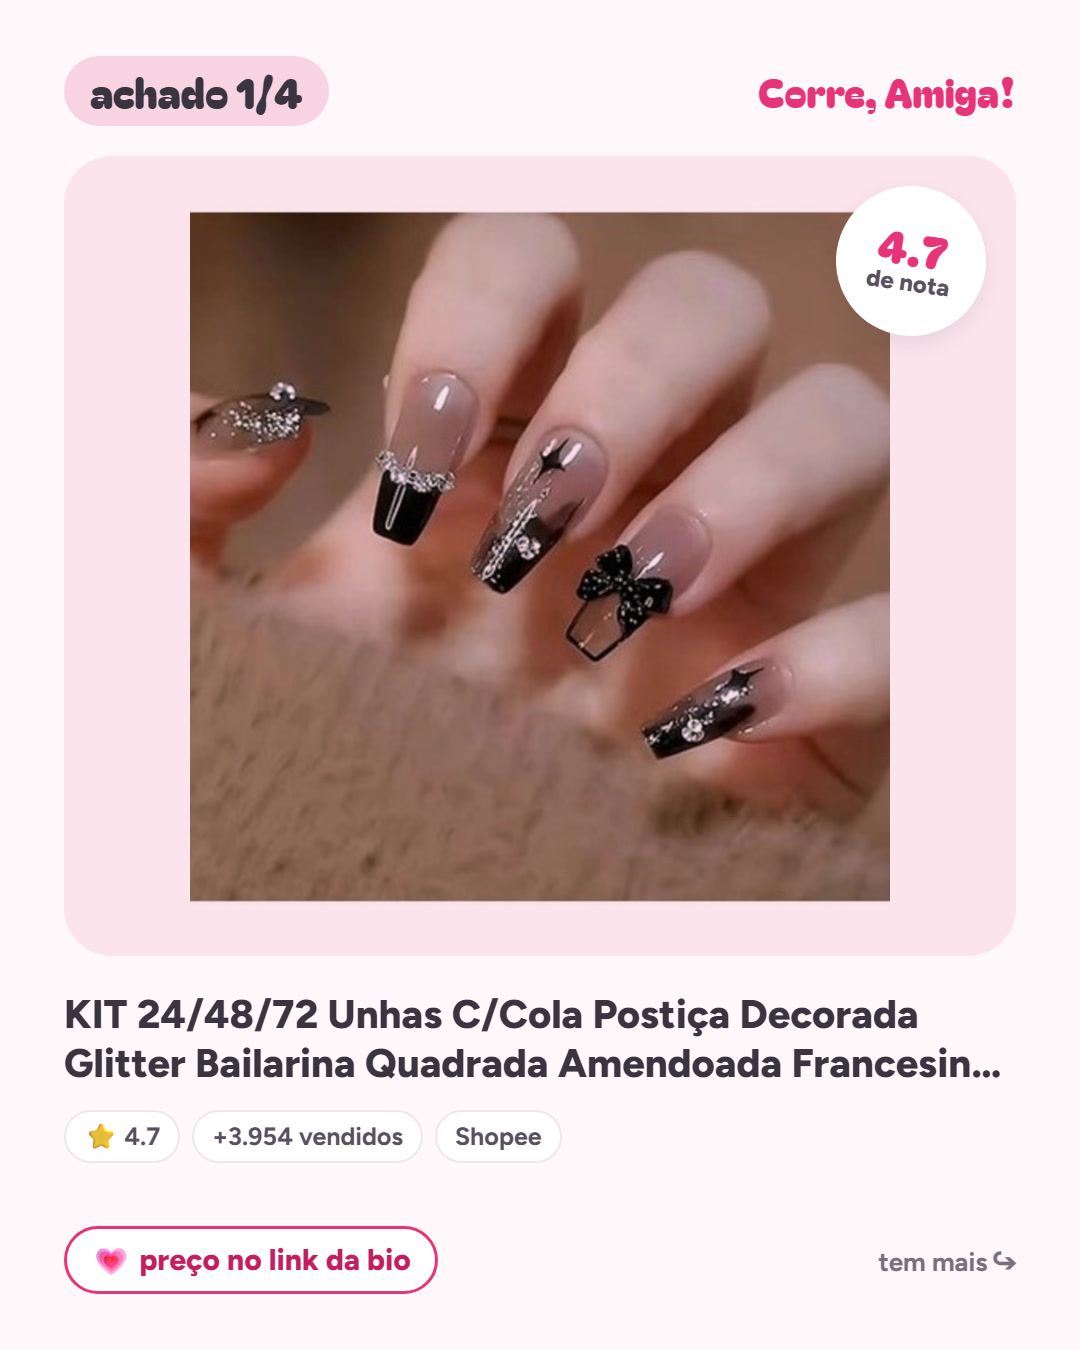 achado 1/4
Corre, Amiga!
4.7
de nota
KIT 24/48/72 Unhas C/Cola Postiça Decorada
Glitter Bailarina Quadrada Amendoada Francesin...
⭐ 4.7
+3.954 vendidos
Shopee
💗 preço no link da bio
tem mais ↪